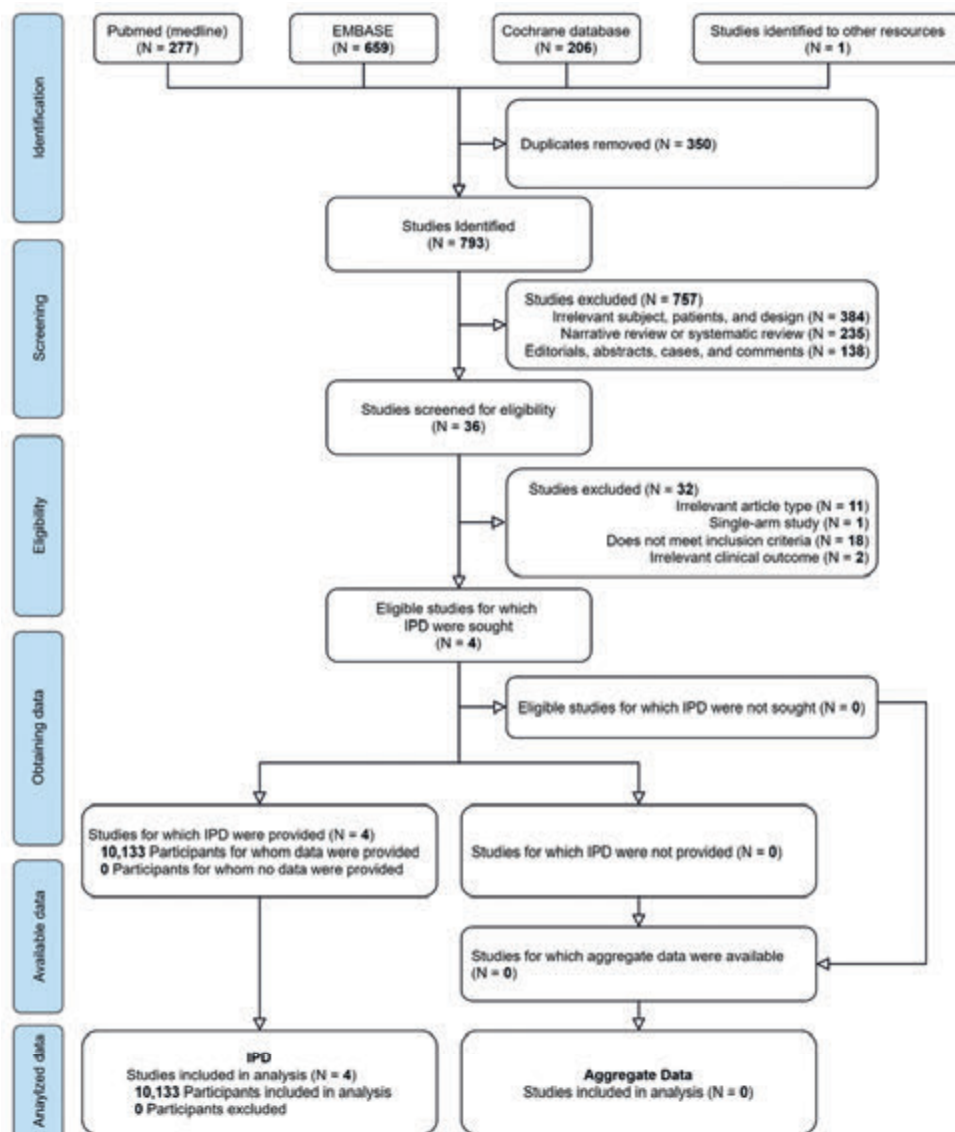 Pubmed (medline)
(N = 277)
EMBASE
(N = 659)
Cochrane database
(N = 206)
Studies identified to other resources
(N = 1)
Identification
Duplicates removed (N = 350)
Studies Identified
(N = 793)
Screening
Studies excluded (N = 757)
Irrelevant subject, patients, and design (N = 384)
Narrative review or systematic review (N = 235)
Editorials, abstracts, cases, and comments (N = 138)
Studies screened for eligibility
(N = 36)
Eligibility
Studies excluded (N = 32)
Irrelevant article type (N = 11)
Single-arm study (N = 1)
Does not meet inclusion criteria (N = 18)
Irrelevant clinical outcome (N = 2)
Eligible studies for which
IPD were sought
(N = 4)
Obtaining data
Eligible studies for which IPD were not sought (N = 0)
Studies for which IPD were provided (N = 4)
10,133 Participants for whom data were provided
0 Participants for whom no data were provided
Studies for which IPD were not provided (N = 0)
Available data
Studies for which aggregate data were available
(N = 0)
Anaylzed data
IPD
Studies included in analysis (N = 4)
10,133 Participants included in analysis
0 Participants excluded
Aggregate Data
Studies included in analysis (N = 0)